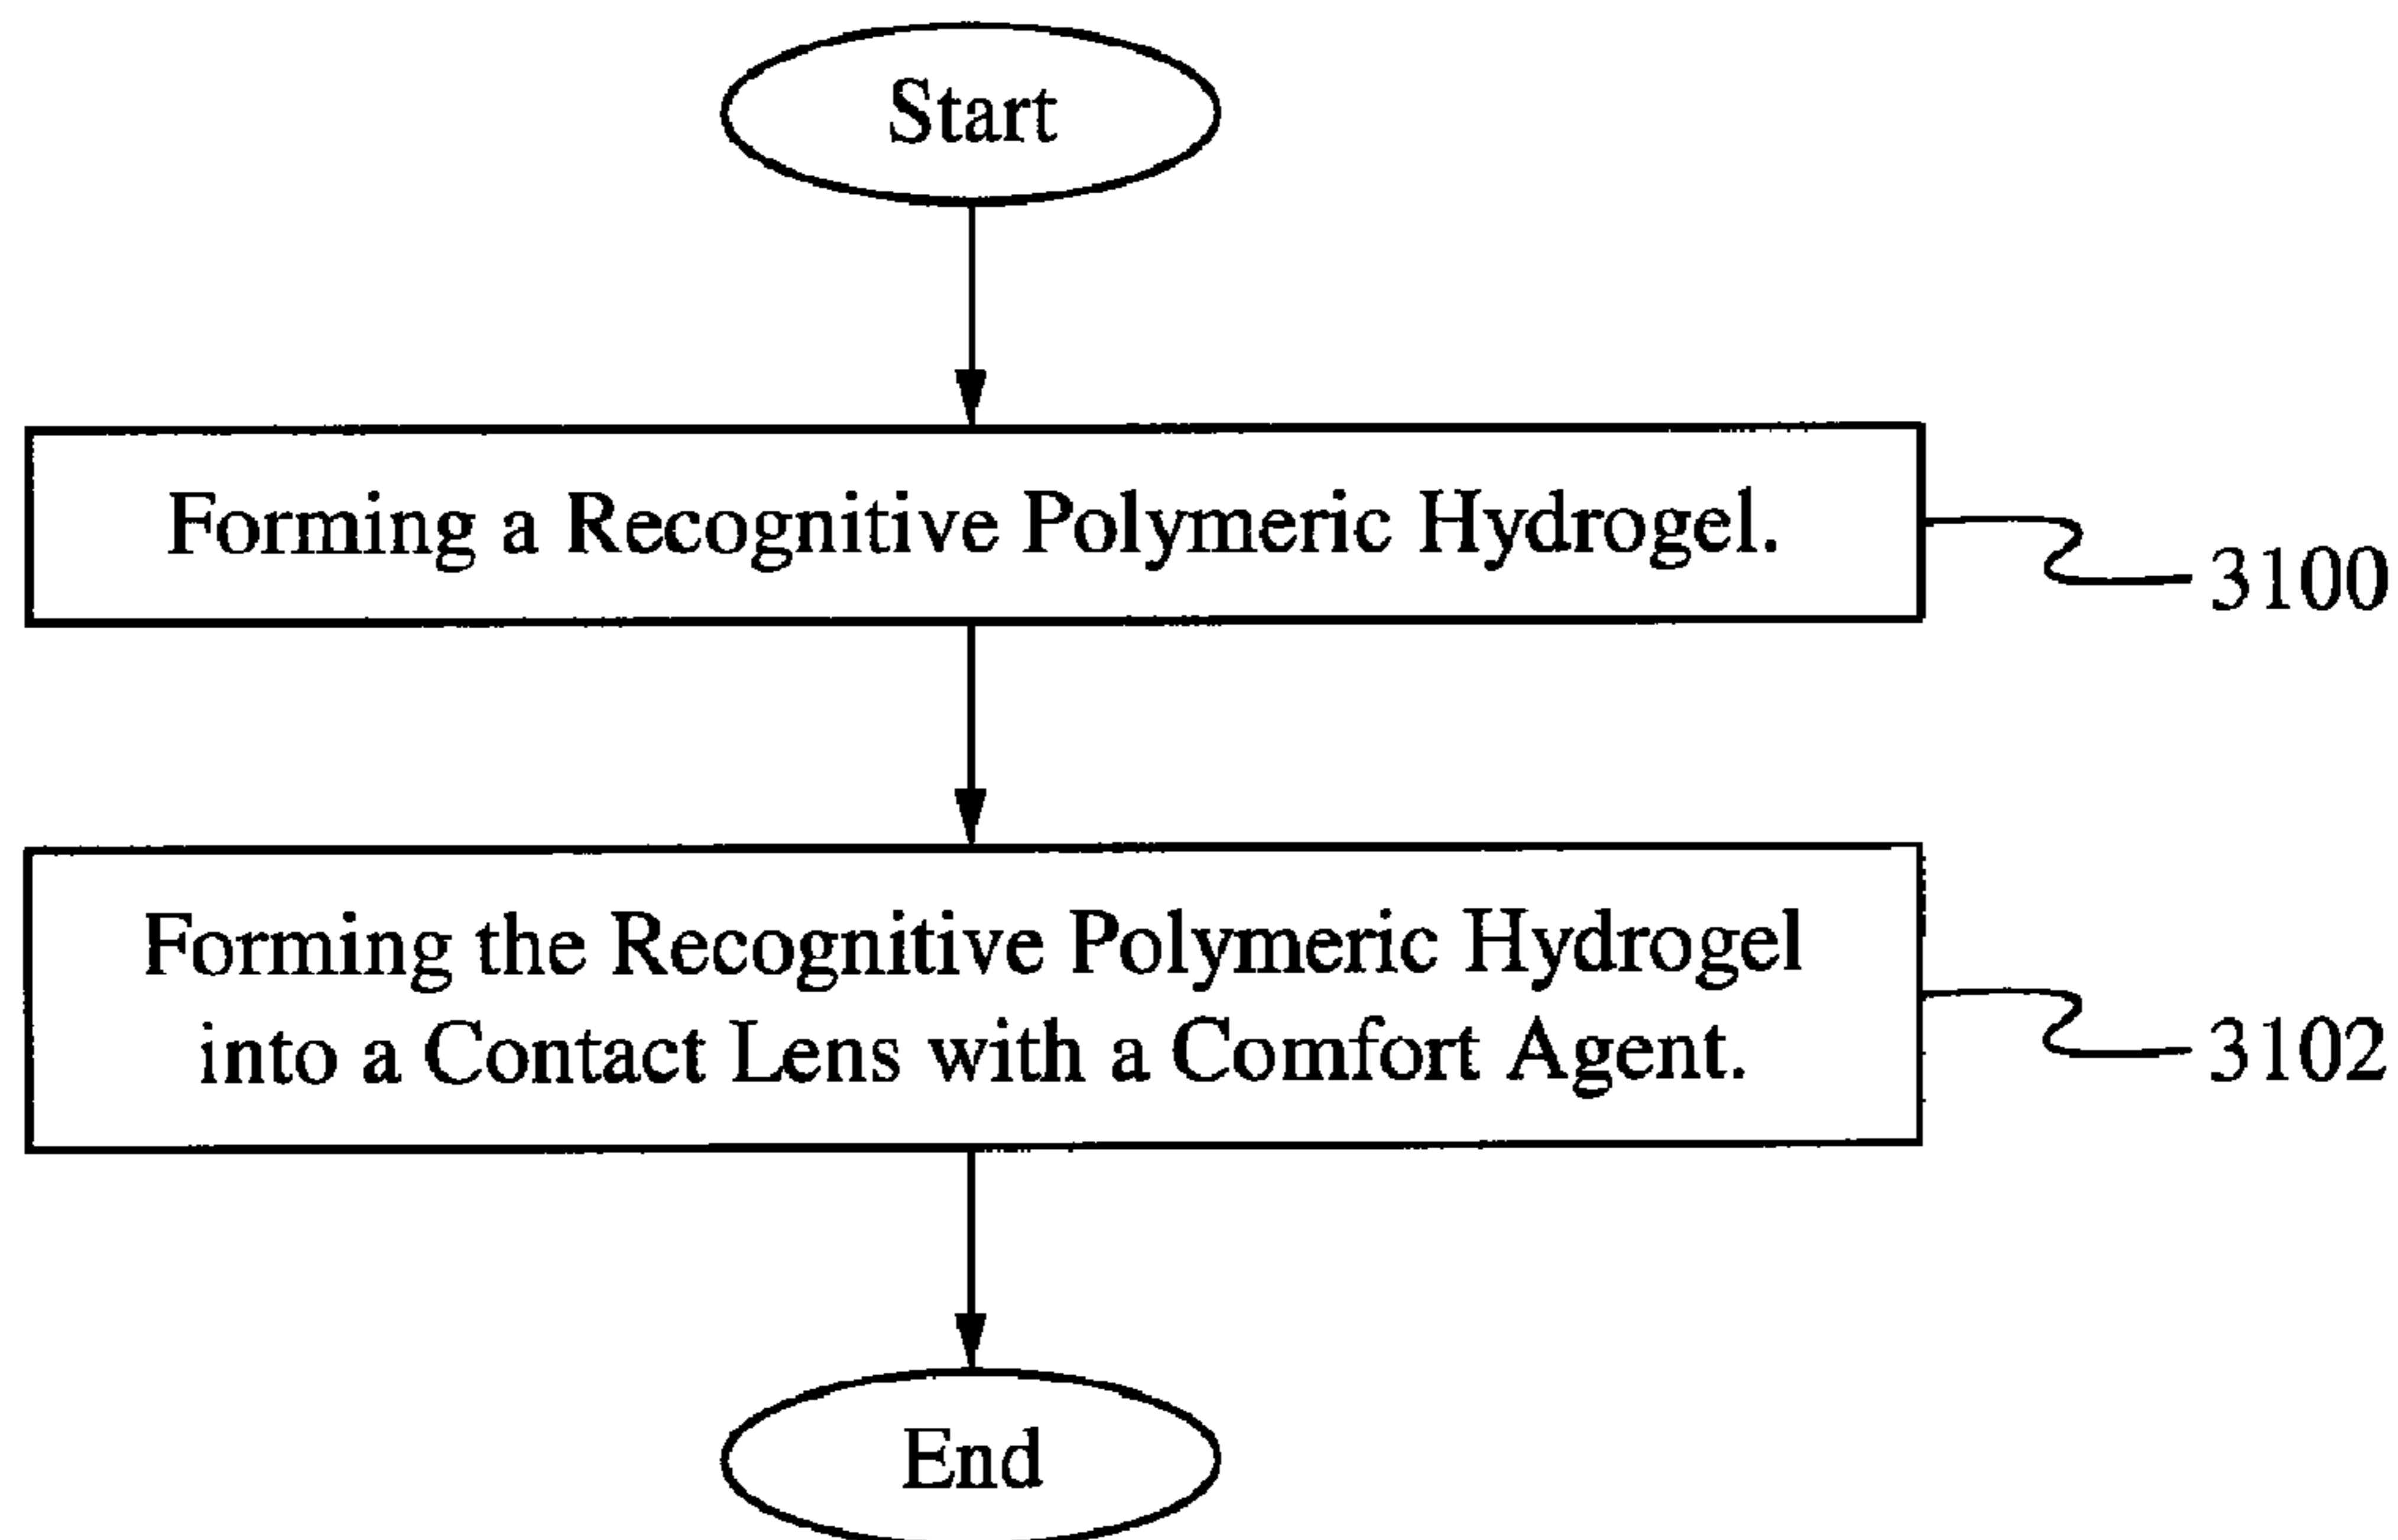 Start
Forming a Recognitive Polymeric Hydrogel.
3100
Forming the Recognitive Polymeric Hydrogel
into a Contact Lens with a Comfort Agent.
3102
End